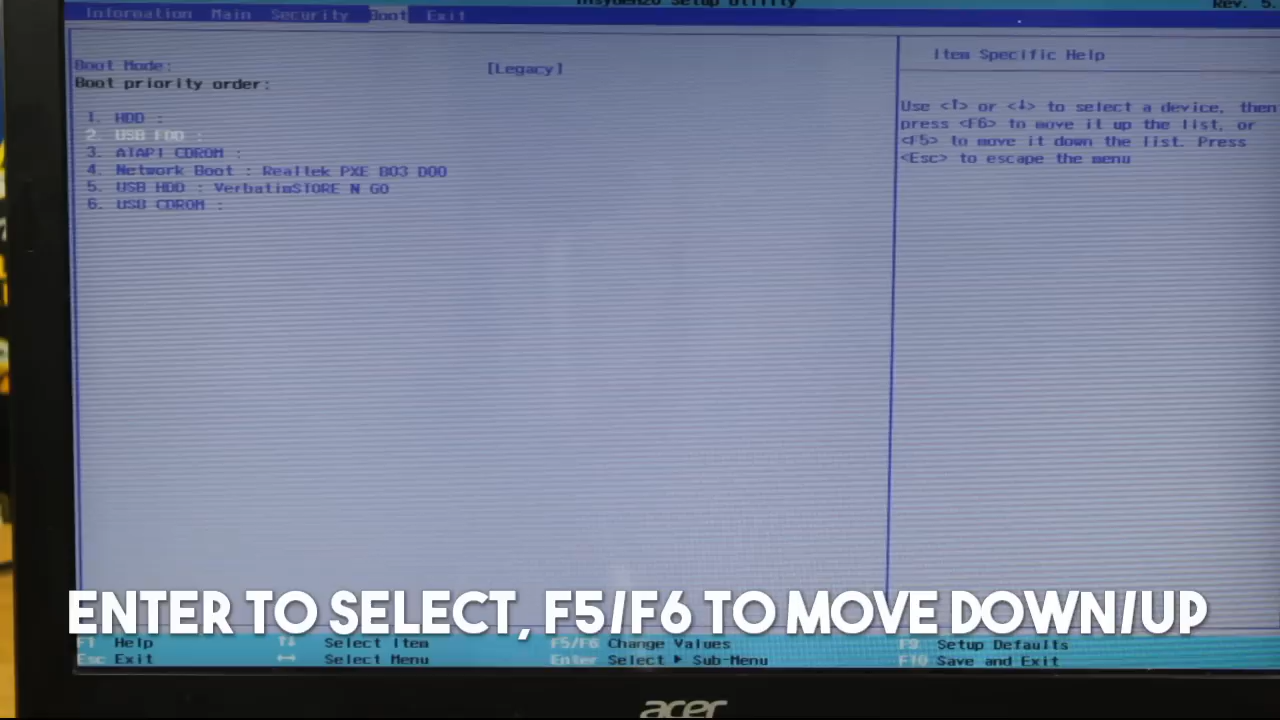 InsydeH20 Setup Utility Rev. 5.
Information Main Security Boot Exit
Boot Mode: [Legacy]
Boot priority order:
1. HDD :
2. USB FDD :
3. ATAPI CDROM :
4. Network Boot : Realtek PXE B03 D00
5. USB HDD : VerbatimSTORE N GO
6. USB CDROM :
Item Specific Help
Use <↑> or <↓> to select a device, then
press <F6> to move it up the list, or
<F5> to move it down the list. Press
<Esc> to escape the menu
ENTER TO SELECT, F5/F6 TO MOVE DOWN/UP
F1 Help ↑↓ Select Item F5/F6 Change Values F9 Setup Defaults
Esc Exit ←→ Select Menu Enter Select ▶ Sub-Menu F10 Save and Exit
acer